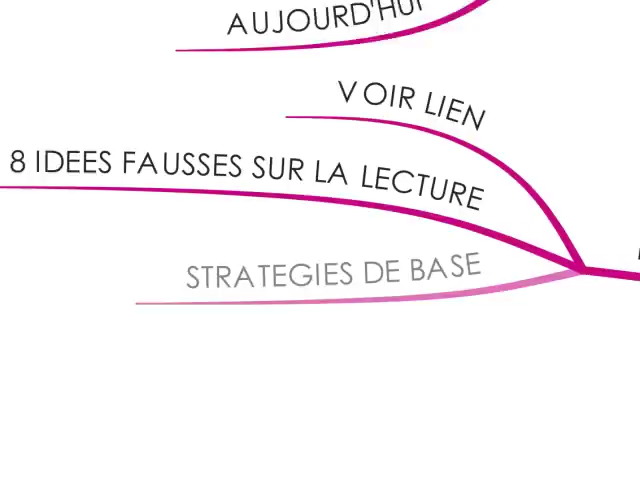 AUJOURD'HUI
VOIR LIEN
8 IDEES FAUSSES SUR LA LECTURE
STRATEGIES DE BASE